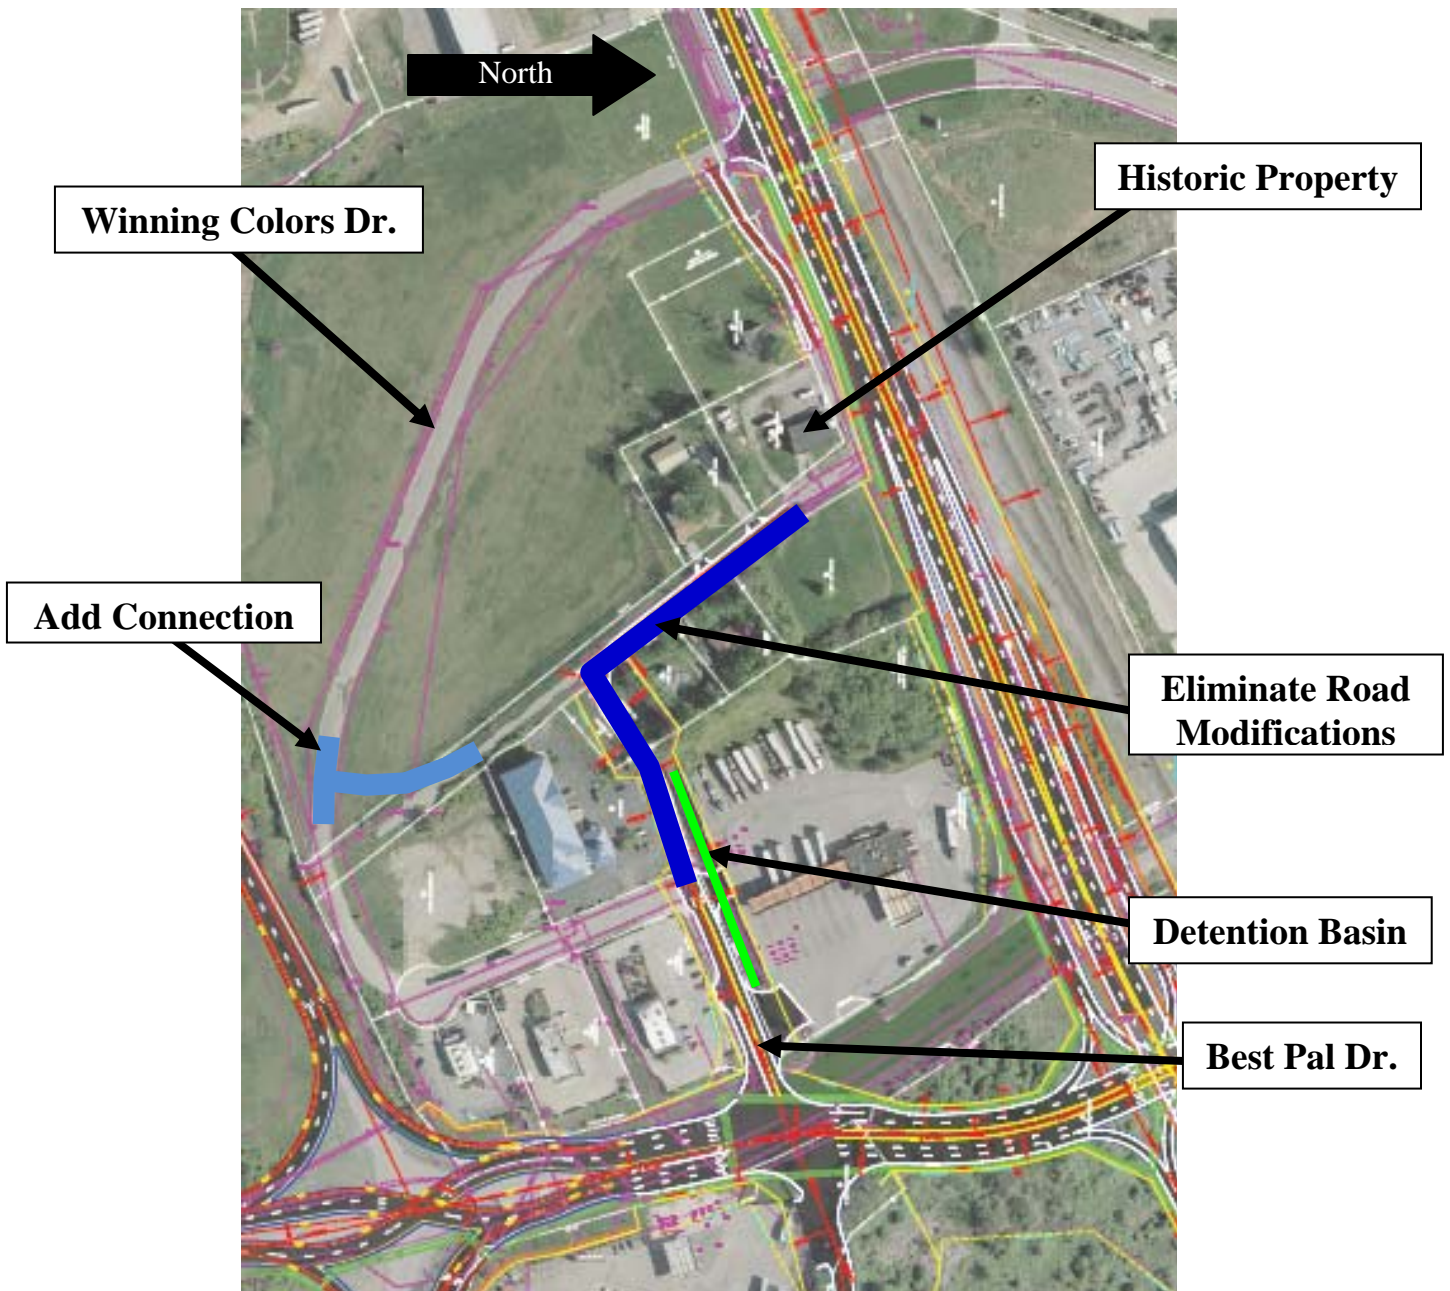 North
Historic Property
Winning Colors Dr.
Add Connection
Eliminate Road
Modifications
Detention Basin
Best Pal Dr.